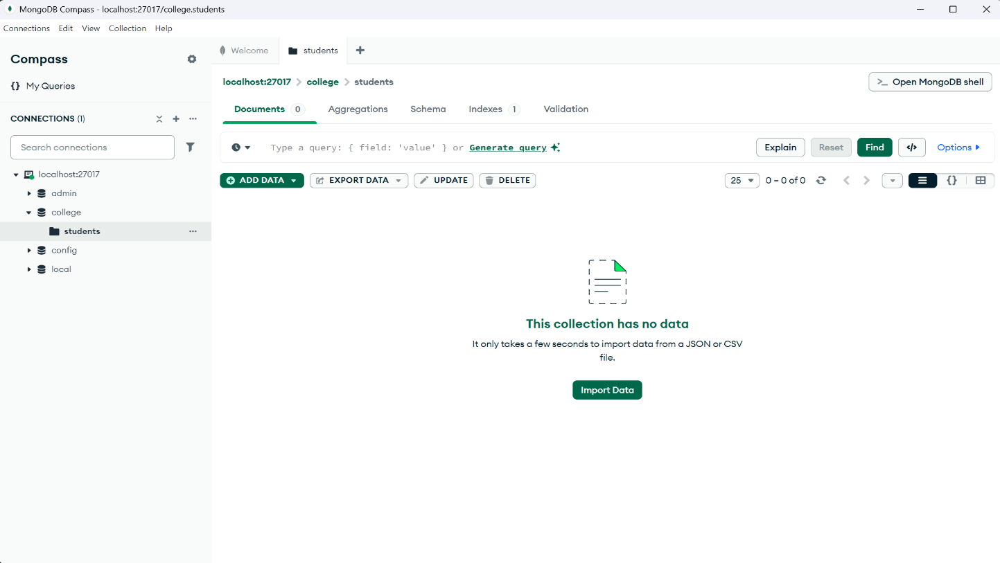 MongoDB Compass - localhost:27017/college.students
Connections Edit View Collection Help
Compass
{} My Queries
CONNECTIONS (1)
Search connections
localhost:27017
admin
college
students
config
local
Welcome
students
localhost:27017 > college > students
>_ Open MongoDB shell
Documents 0 Aggregations Schema Indexes 1 Validation
Type a query: { field: 'value' } or Generate query
Explain Reset Find </> Options
ADD DATA EXPORT DATA UPDATE DELETE
25 0 – 0 of 0 {}
This collection has no data
It only takes a few seconds to import data from a JSON or CSV
file.
Import Data